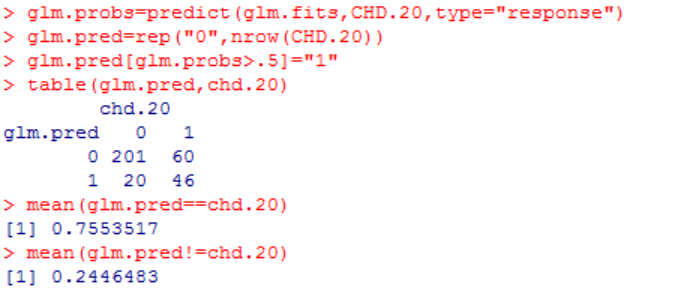 > glm.probs=predict(glm.fits,CHD.20,type="response")
> glm.pred=rep("0",nrow(CHD.20))
> glm.pred[glm.probs>.5]="1"
> table(glm.pred,chd.20)
        chd.20
glm.pred   0   1
       0 201  60
       1  20  46
> mean(glm.pred==chd.20)
[1] 0.7553517
> mean(glm.pred!=chd.20)
[1] 0.2446483